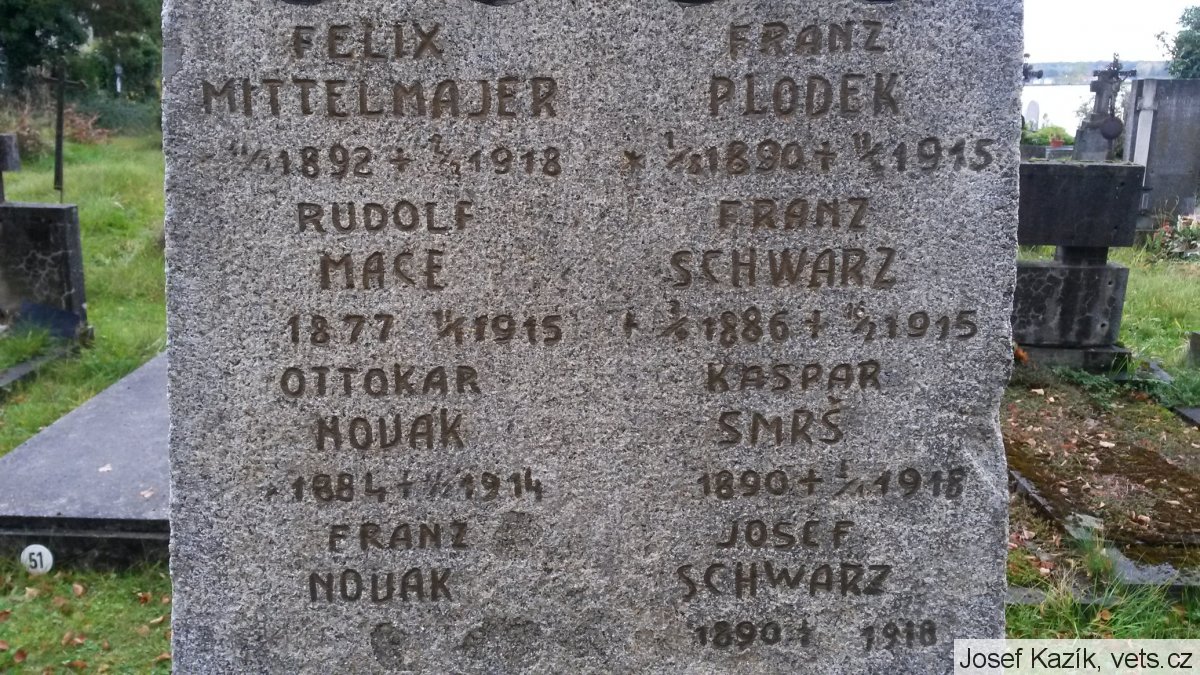 FELIX
MITTELMAJER
1892 + 1918
RUDOLF
MACE
1877 1915
OTTOKAR
NOVAK
1884 + 1914
FRANZ
NOVAK
FRANZ
PLODEK
1890 + 1915
FRANZ
SCHWARZ
1886 + 1915
KASPAR
SMRŠ
1890 + 1918
JOSEF
SCHWARZ
1890 + 1918
51
Josef Kazík, vets.cz